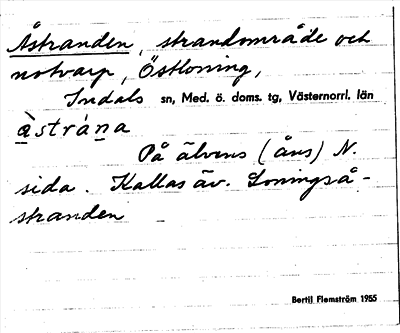 Åstranden, strandområde och
notvarp, Östloning,
Indals sn, Med. ö. doms. tg, Västernorrl. län
àstrána
På älvens (åns) N.
sida. Kallas äv. Loningså-
stranden
Bertil Flemström 1955